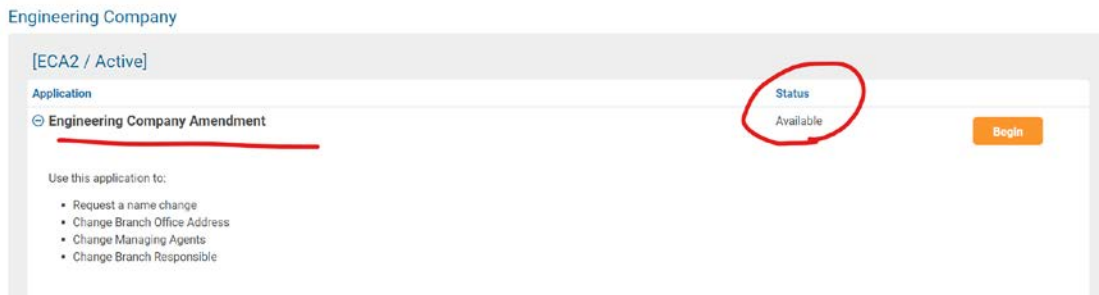 Engineering Company
[ECA2 / Active]
Application Status
Engineering Company Amendment Available Begin
Use this application to:
• Request a name change
• Change Branch Office Address
• Change Managing Agents
• Change Branch Responsible